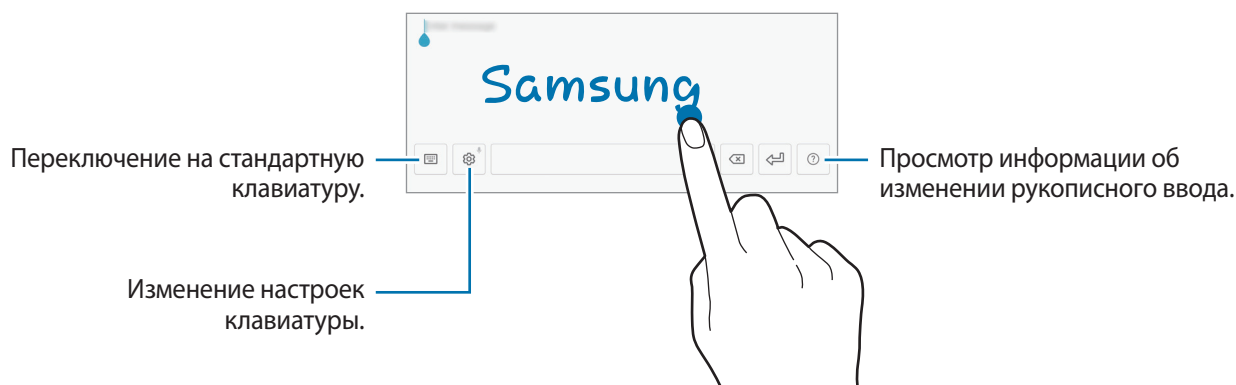 Samsung
Переключение на стандартную
клавиатуру.
Просмотр информации об
изменении рукописного ввода.
Изменение настроек
клавиатуры.